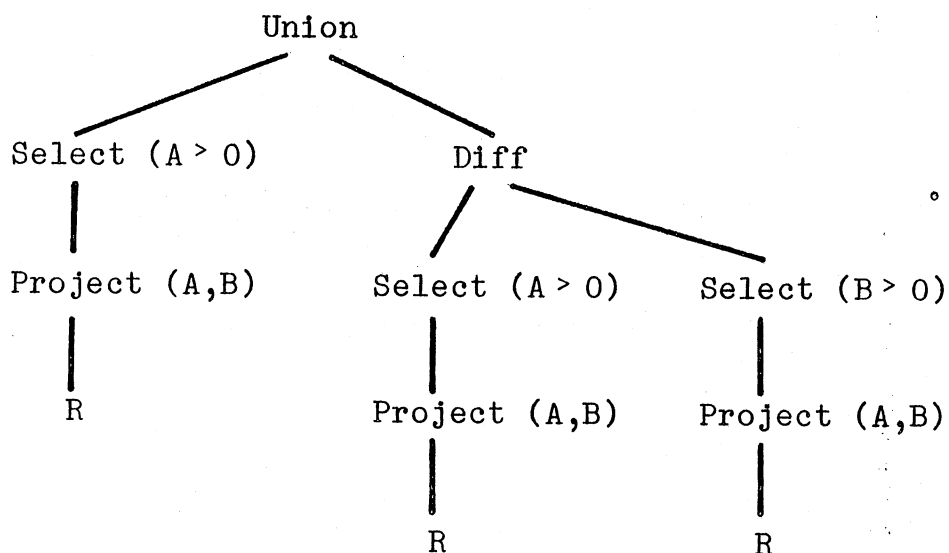 Union
Select (A > 0)
Diff
Project (A,B)
Select (A > 0)
Select (B > 0)
R
Project (A,B)
Project (A,B)
R
R